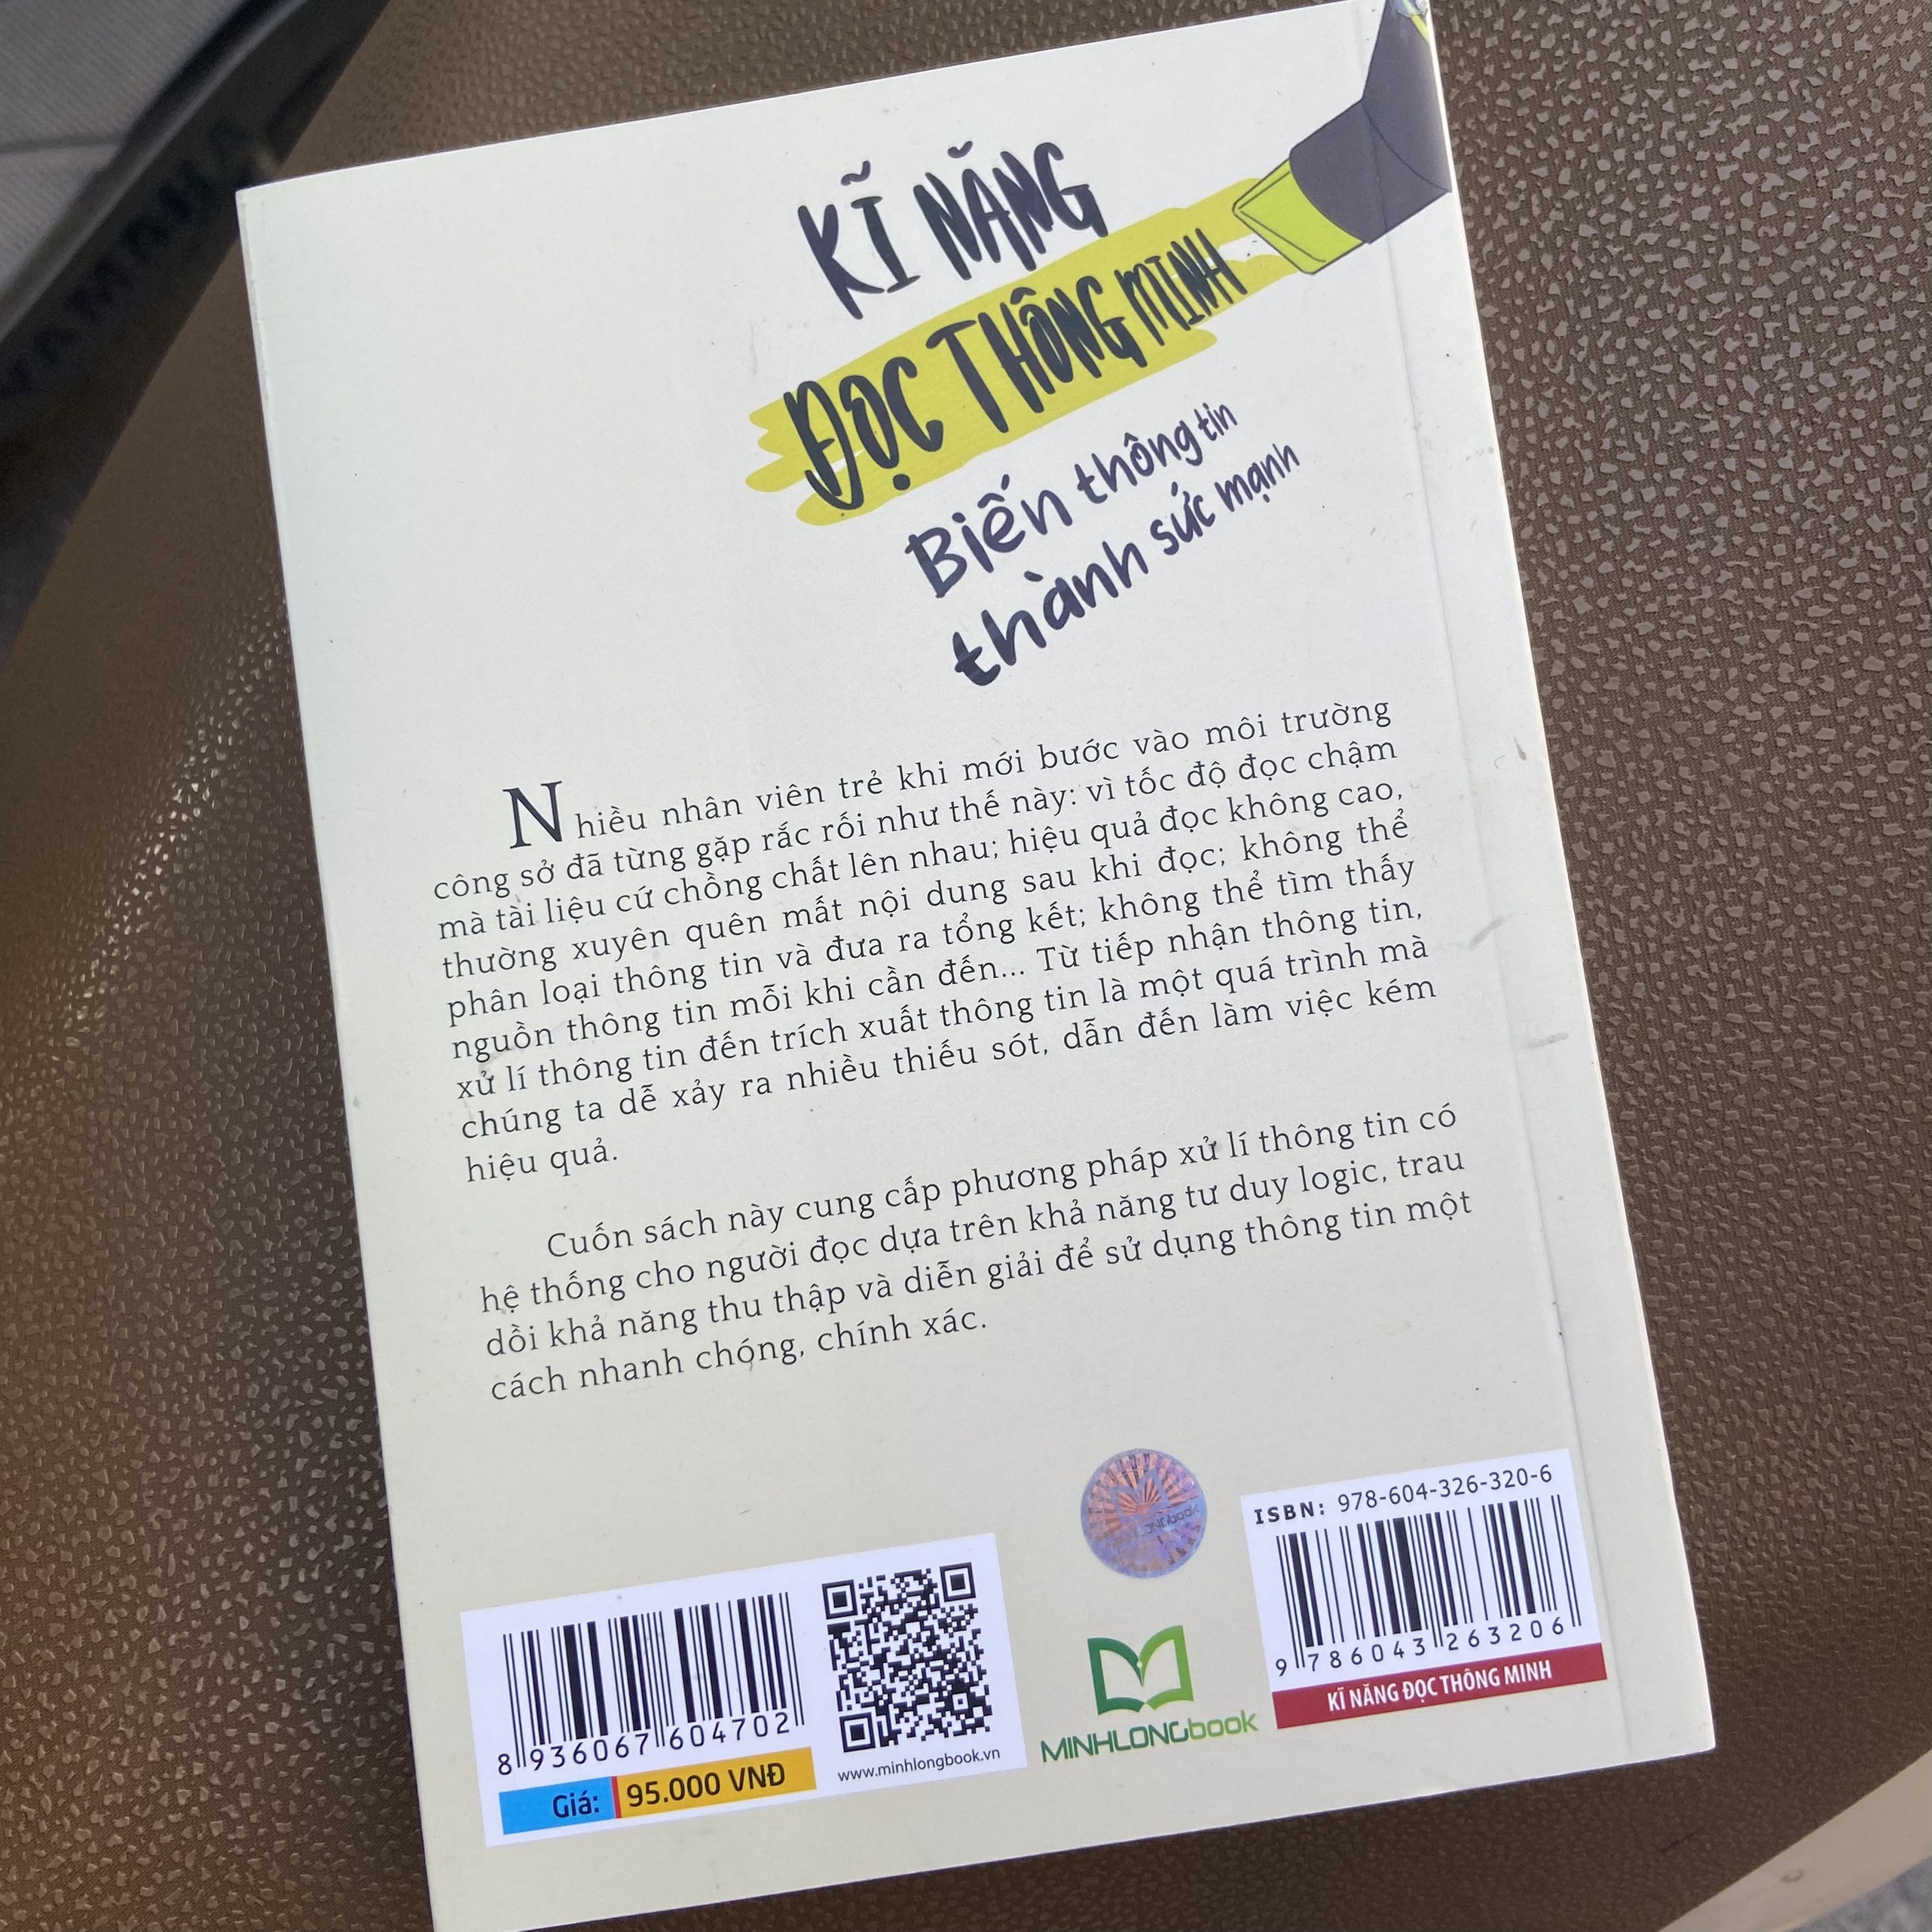 KĨ NĂNG
ĐỌC THÔNG MINH
Biến thông tin
thành sức mạnh
Nhiều nhân viên trẻ khi mới bước vào môi trường
công sở đã từng gặp rắc rối như thế này: vì tốc độ đọc chậm
mà tài liệu cứ chồng chất lên nhau; hiệu quả đọc không cao,
thường xuyên quên mất nội dung sau khi đọc; không thể
phân loại thông tin và đưa ra tổng kết; không thể tìm thấy
nguồn thông tin mỗi khi cần đến... Từ tiếp nhận thông tin,
xử lí thông tin đến trích xuất thông tin là một quá trình mà
chúng ta dễ xảy ra nhiều thiếu sót, dẫn đến làm việc kém
hiệu quả.
Cuốn sách này cung cấp phương pháp xử lí thông tin có
hệ thống cho người đọc dựa trên khả năng tư duy logic, trau
dồi khả năng thu thập và diễn giải để sử dụng thông tin một
cách nhanh chóng, chính xác.
8 936067 604702
Giá: 95.000 VNĐ
www.minhlongbook.vn
MINHLONGbook
ISBN: 978-604-326-320-6
9 786043 263206
KĨ NĂNG ĐỌC THÔNG MINH